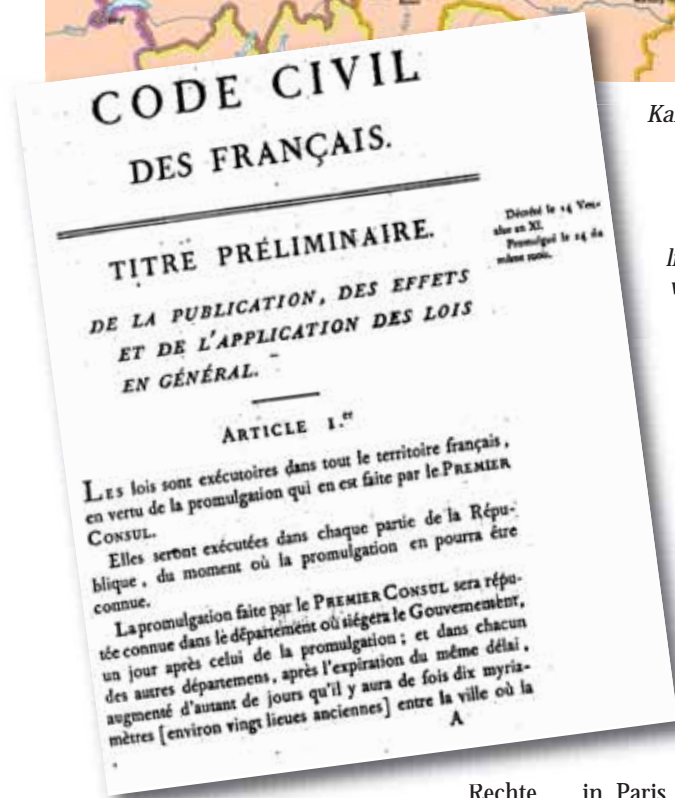 CODE CIVIL
DES FRANÇAIS.
TITRE PRÉLIMINAIRE.
Décrété le 14 Ven-
tôse an XI.
Promulgué le 24 du
même mois.
DE LA PUBLICATION, DES EFFETS
ET DE L'APPLICATION DES LOIS
EN GÉNÉRAL.
ARTICLE 1.er
LES lois sont exécutoires dans tout le territoire français,
en vertu de la promulgation qui en est faite par le PREMIER
CONSUL.
Elles seront exécutées dans chaque partie de la Répu-
blique, du moment où la promulgation en pourra être
connue.
La promulgation faite par le PREMIER CONSUL sera répu-
tée connue dans le département où siégera le Gouvernement,
un jour après celui de la promulgation ; et dans chacun
des autres départemens, après l'expiration du même délai,
augmenté d'autant de jours qu'il y aura de fois dix myria-
mètres [environ vingt lieues anciennes] entre la ville où la
A
Rechte in Paris